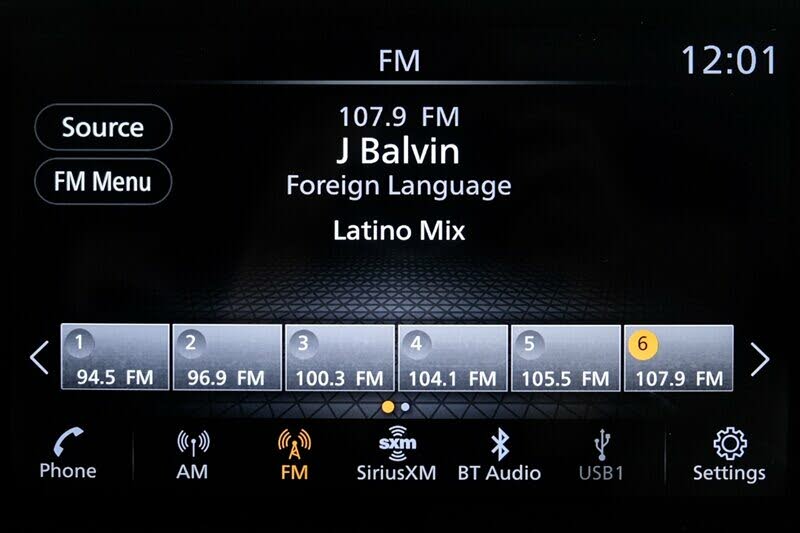 FM
12:01
Source
107.9 FM
J Balvin
FM Menu
Foreign Language
Latino Mix
1 2 3 4 5 6
94.5 FM 96.9 FM 100.3 FM 104.1 FM 105.5 FM 107.9 FM
sxm
Phone AM FM SiriusXM BT Audio USB1 Settings